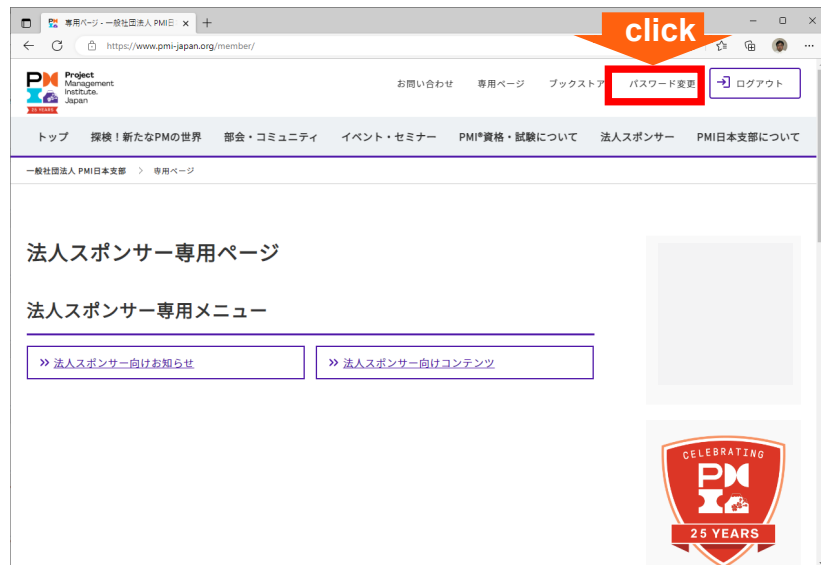 専用ページ - 一般社団法人 PMI日
click
https://www.pmi-japan.org/member/
Project
Management
Institute.
Japan
25 YEARS
お問い合わせ 専用ページ ブックストア パスワード変更 ログアウト
トップ 探検！新たなPMの世界 部会・コミュニティ イベント・セミナー PMI®資格・試験について 法人スポンサー PMI日本支部について
一般社団法人 PMI日本支部 〉 専用ページ
法人スポンサー専用ページ
法人スポンサー専用メニュー
法人スポンサー向けお知らせ
法人スポンサー向けコンテンツ
CELEBRATING
25 YEARS